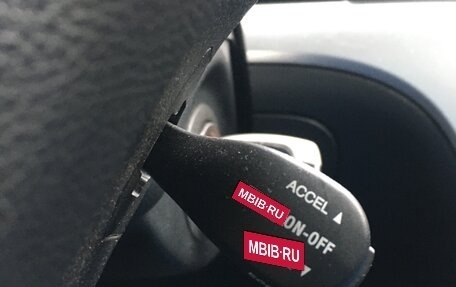 ACCEL ▲
MBIB.RU
ON-OFF
MBIB.RU
▼